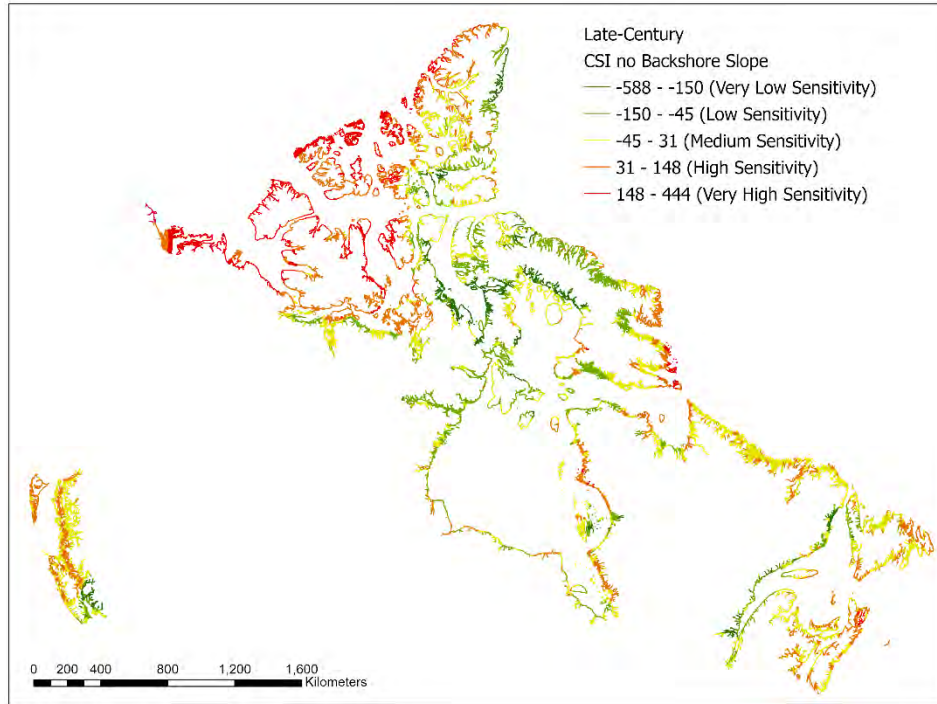 Late-Century
CSI no Backshore Slope
-588 - -150 (Very Low Sensitivity)
-150 - -45 (Low Sensitivity)
-45 - 31 (Medium Sensitivity)
31 - 148 (High Sensitivity)
148 - 444 (Very High Sensitivity)
0 200 400 800 1,200 1,600
Kilometers